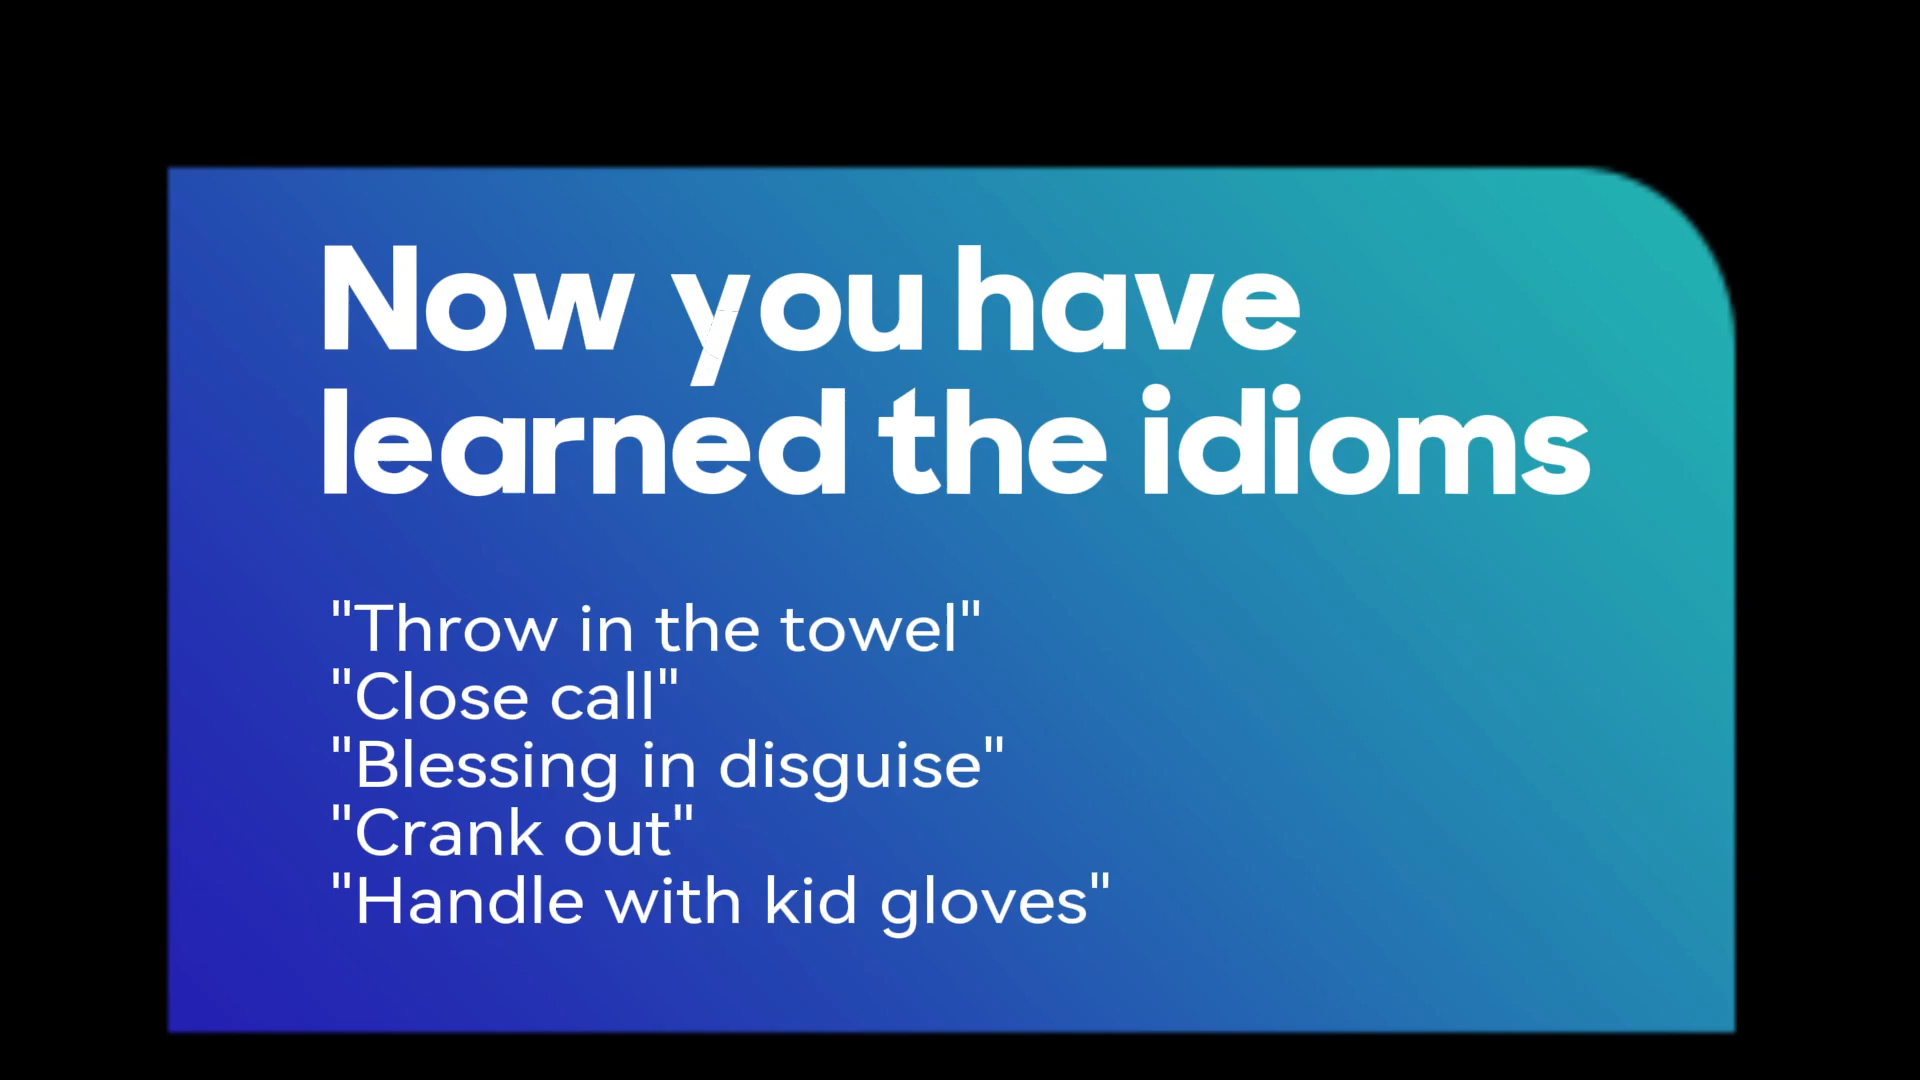 Now you have
learned the idioms
"Throw in the towel"
"Close call"
"Blessing in disguise"
"Crank out"
"Handle with kid gloves"